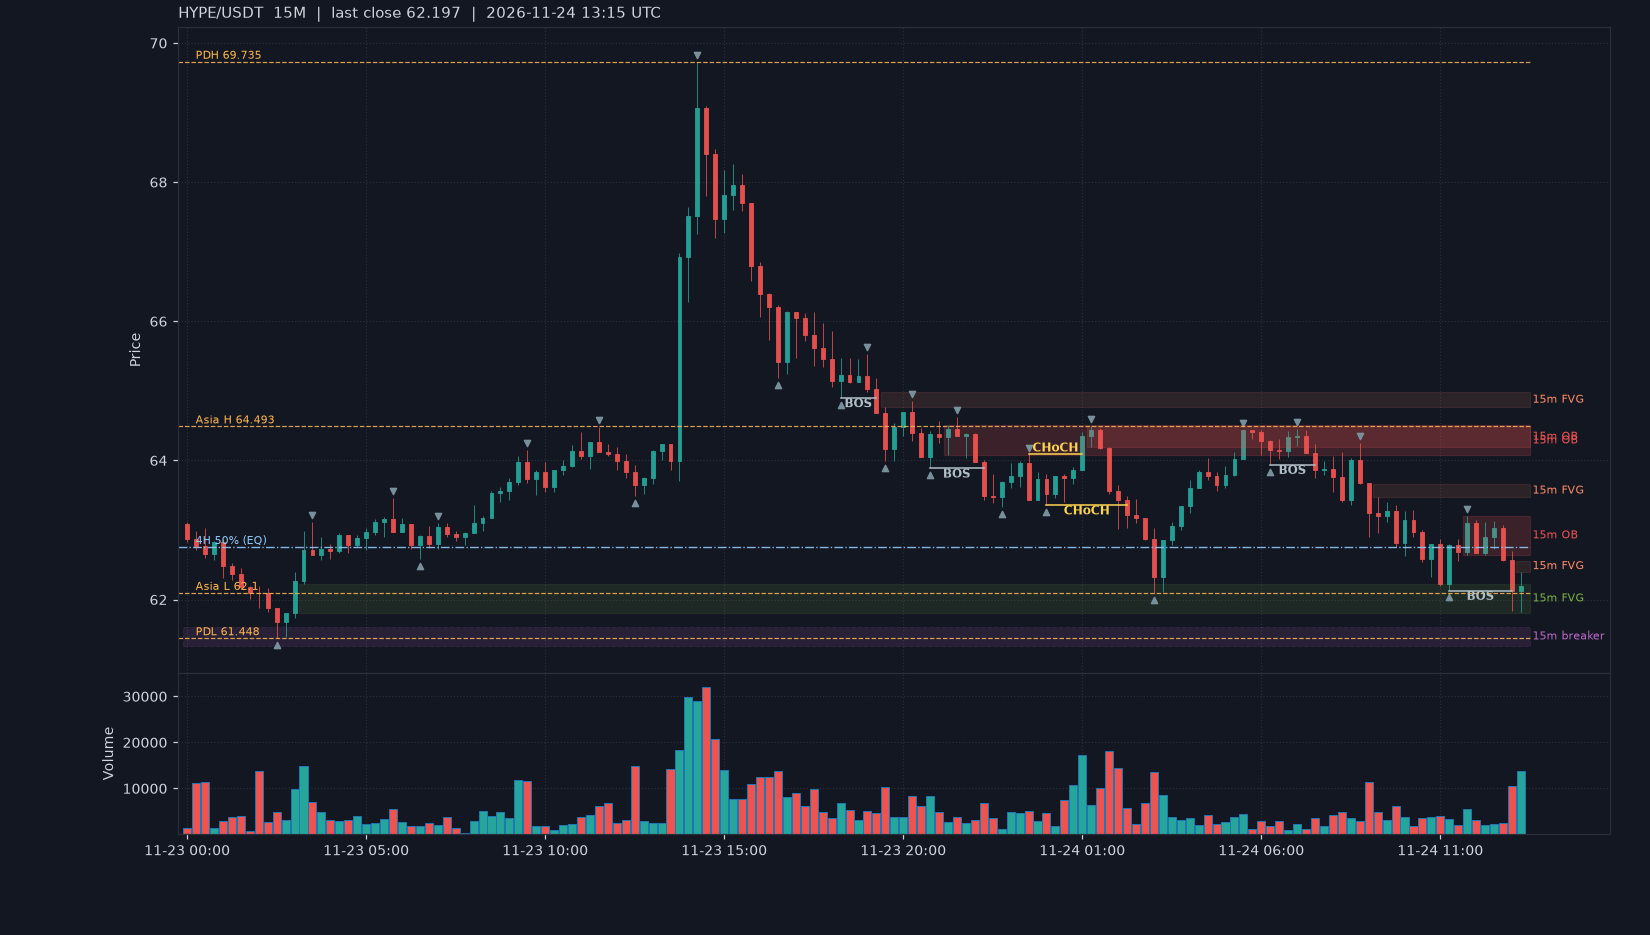 HYPE/USDT  15M  |  last close 62.197  |  2026-11-24 13:15 UTC
70
PDH 69.735
68
66
Price
BOS
15m FVG
Asia H 64.493
15m OB
15m OB
64
CHoCH
BOS
BOS
15m FVG
CHoCH
4H 50% (EQ)
15m OB
15m FVG
Asia L 62.1
62
BOS
15m FVG
PDL 61.448
15m breaker
30000
20000
Volume
10000
11-23 00:00
11-23 05:00
11-23 10:00
11-23 15:00
11-23 20:00
11-24 01:00
11-24 06:00
11-24 11:00